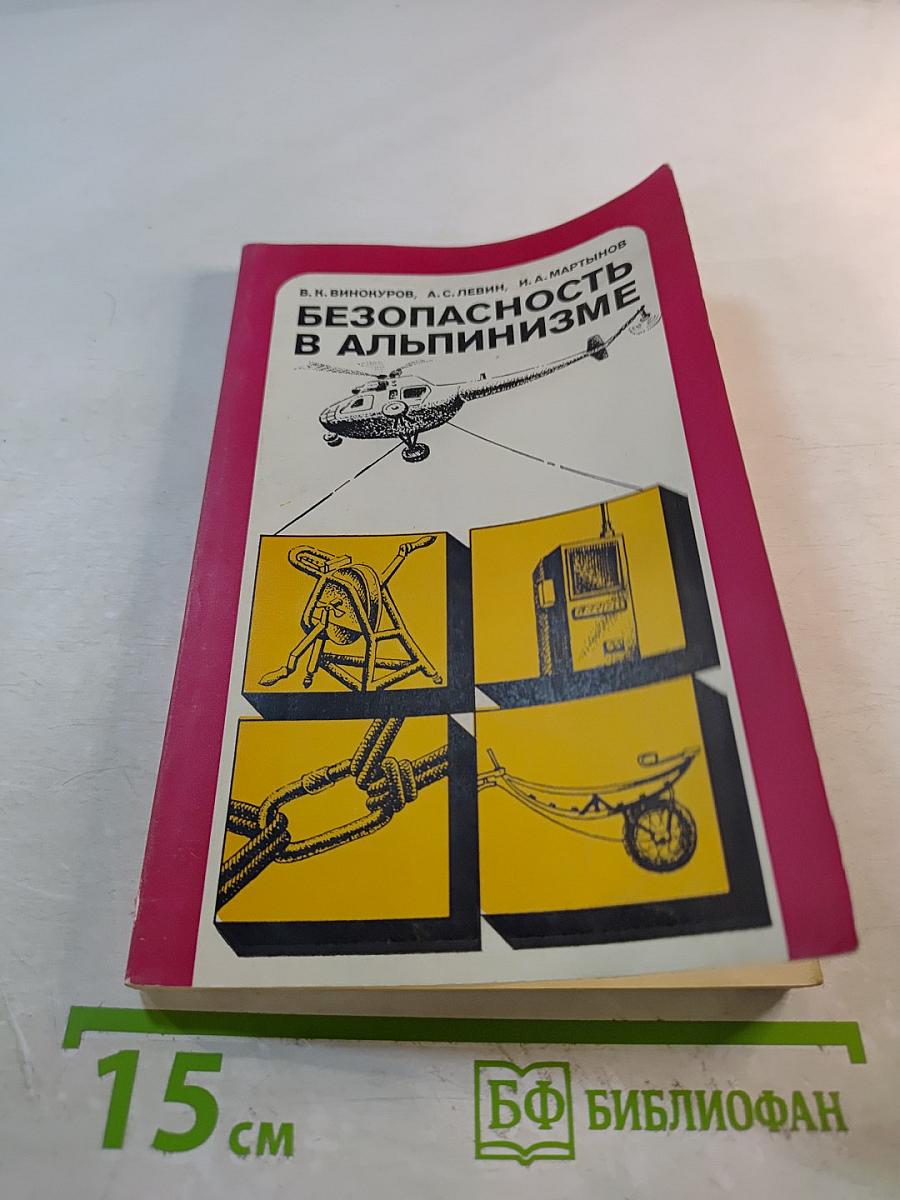 В. К. ВИНОКУРОВ, А. С. ЛЕВИН, И. А. МАРТЫНОВ
БЕЗОПАСНОСТЬ
В АЛЬПИНИЗМЕ
15 см
БФ БИБЛИОФАН